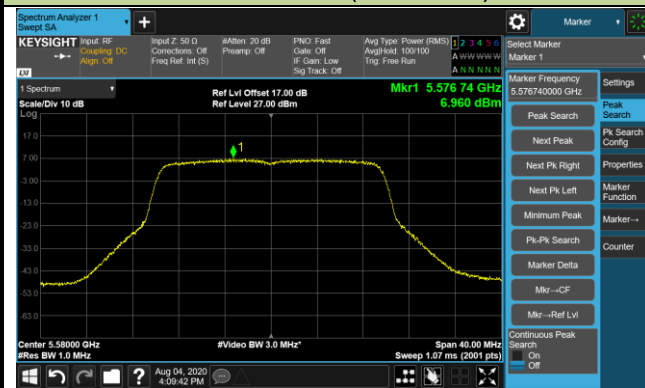 Spectrum Analyzer 1
Swept SA
+
Marker
KEYSIGHT
Input: RF
Coupling: DC
Align: Off
Input Z: 50 Ω
Corrections: Off
Freq Ref: Int (S)
#Atten: 20 dB
Preamp: Off
PNO: Fast
Gate: Off
IF Gain: Low
Sig Track: Off
Avg Type: Power (RMS)
Avg|Hold: 100/100
Trig: Free Run
1 2 3 4 5 6
A W W W W W
A N N N N N
LXI
Select Marker
Marker 1
1 Spectrum
Scale/Div 10 dB
Log
Ref Lvl Offset 17.00 dB
Ref Level 27.00 dBm
Mkr1 5.576 74 GHz
6.960 dBm
1
17.0
7.00
-3.00
-13.0
-23.0
-33.0
-43.0
-53.0
-63.0
Center 5.58000 GHz
#Res BW 1.0 MHz
#Video BW 3.0 MHz*
Span 40.00 MHz
Sweep 1.07 ms (2001 pts)
Marker Frequency
5.576740000 GHz
Peak Search
Next Peak
Next Pk Right
Next Pk Left
Minimum Peak
Pk-Pk Search
Marker Delta
Mkr→CF
Mkr→Ref Lvl
Continuous Peak
Search
On
Off
Settings
Peak
Search
Pk Search
Config
Properties
Marker
Function
Marker→
Counter
?
Aug 04, 2020
4:09:42 PM